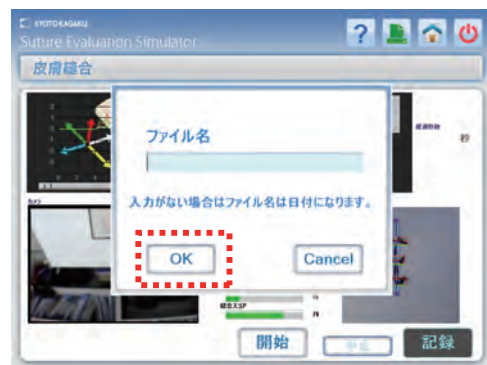 KYOTO KAGAKU
Suture Evaluation Simulator
?
皮膚縫合
ファイル名
秒
入力がない場合はファイル名は日付になります。
OK
Cancel
開始
中止
記録